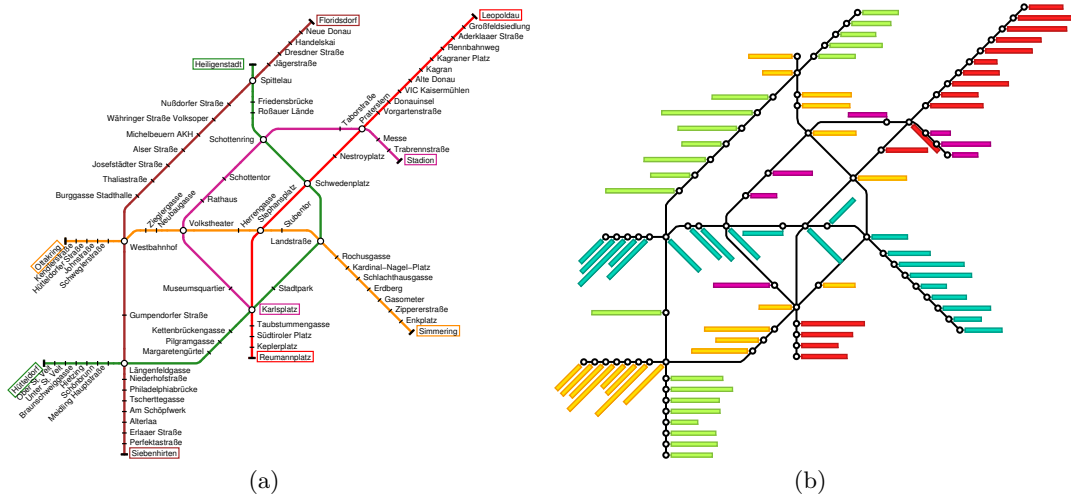 Floridsdorf
Neue Donau
Handelskai
Dresdner Straße
Jägerstraße
Leopoldau
Großfeldsiedlung
Aderklaaer Straße
Rennbahnweg
Kagraner Platz
Kagran
Alte Donau
VIC Kaisermühlen
Donauinsel
Vorgartenstraße
Heiligenstadt
Spittelau
Friedensbrücke
Roßauer Lände
Nußdorfer Straße
Währinger Straße Volksoper
Michelbeuern AKH
Alser Straße
Josefstädter Straße
Thaliastraße
Burggasse Stadthalle
Schottenring
Taborstraße
Praterstern
Messe
Trabrennstraße
Stadion
Nestroyplatz
Schwedenplatz
Schottentor
Rathaus
Zieglergasse
Neubaugasse
Volkstheater
Herrengasse
Stephansplatz
Stubentor
Landstraße
Ottakring
Kendlerstraße
Hütteldorfer Straße
Johnstraße
Schweglerstraße
Westbahnhof
Rochusgasse
Kardinal-Nagel-Platz
Schlachthausgasse
Erdberg
Gasometer
Zippererstraße
Enkplatz
Simmering
Museumsquartier
Stadtpark
Karlsplatz
Gumpendorfer Straße
Kettenbrückengasse
Pilgramgasse
Margaretengürtel
Taubstummengasse
Südtiroler Platz
Keplerplatz
Reumannplatz
Hütteldorf
Ober St. Veit
Unter St. Veit
Braunschweiggasse
Hietzing
Schönbrunn
Meidling Hauptstraße
Längenfeldgasse
Niederhofstraße
Philadelphiabrücke
Tscherttegasse
Am Schöpfwerk
Alterlaa
Erlaaer Straße
Perfektastraße
Siebenhirten
(a)
(b)